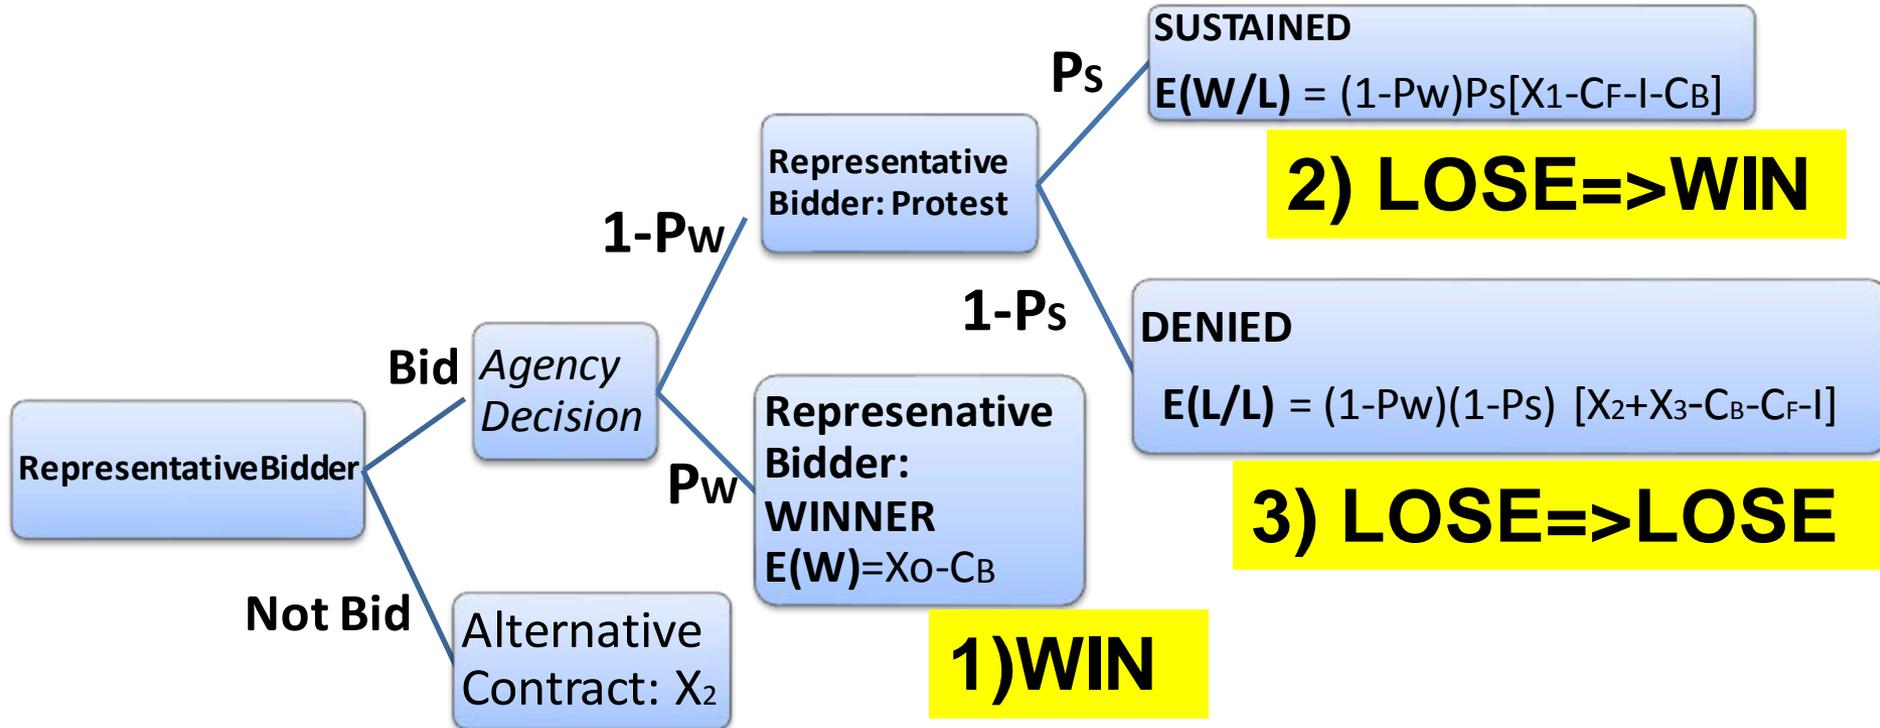 SUSTAINED
E(W/L) = (1-Pw)Ps[X1-CF-I-CB]
Ps
2) LOSE=>WIN
Representative
Bidder: Protest
1-Pw
1-Ps
DENIED
E(L/L) = (1-Pw)(1-Ps) [X2+X3-CB-CF-I]
3) LOSE=>LOSE
Bid
Agency
Decision
Represenative
Bidder:
WINNER
E(W)=Xo-CB
Pw
1)WIN
RepresentativeBidder
Not Bid
Alternative
Contract: X2